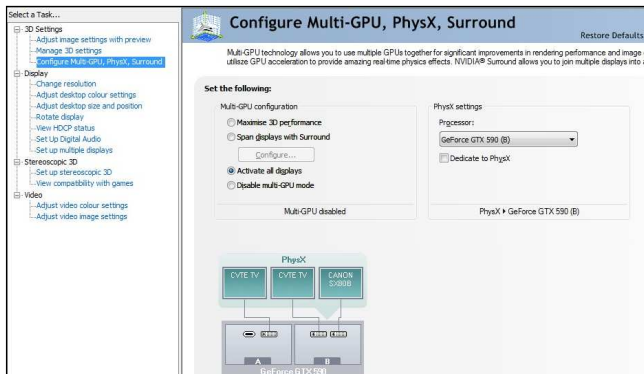 Select a Task...
3D Settings
Adjust image settings with preview
Manage 3D settings
Configure Multi-GPU, PhysX, Surround
Display
Change resolution
Adjust desktop colour settings
Adjust desktop size and position
Rotate display
View HDCP status
Set Up Digital Audio
Set up multiple displays
Stereoscopic 3D
Set up stereoscopic 3D
View compatibility with games
Video
Adjust video colour settings
Adjust video image settings
Configure Multi-GPU, PhysX, Surround
Restore Defaults
Multi-GPU technology allows you to use multiple GPUs together for significant improvements in rendering performance and image
utilisze GPU acceleration to provide amazing real-time physics effects. NVIDIA® Surround allows you to join multiple displays into
Set the following:
Multi-GPU configuration
Maximise 3D performance
Span displays with Surround
Configure...
Activate all displays
Disable multi-GPU mode
Multi-GPU disabled
PhysX settings
Processor:
GeForce GTX 590 (B)
Dedicate to PhysX
PhysX GeForce GTX 590 (B)
PhysX
CVTE TV
CVTE TV
CANON
SX80B
A
B
GeForce GTX 590